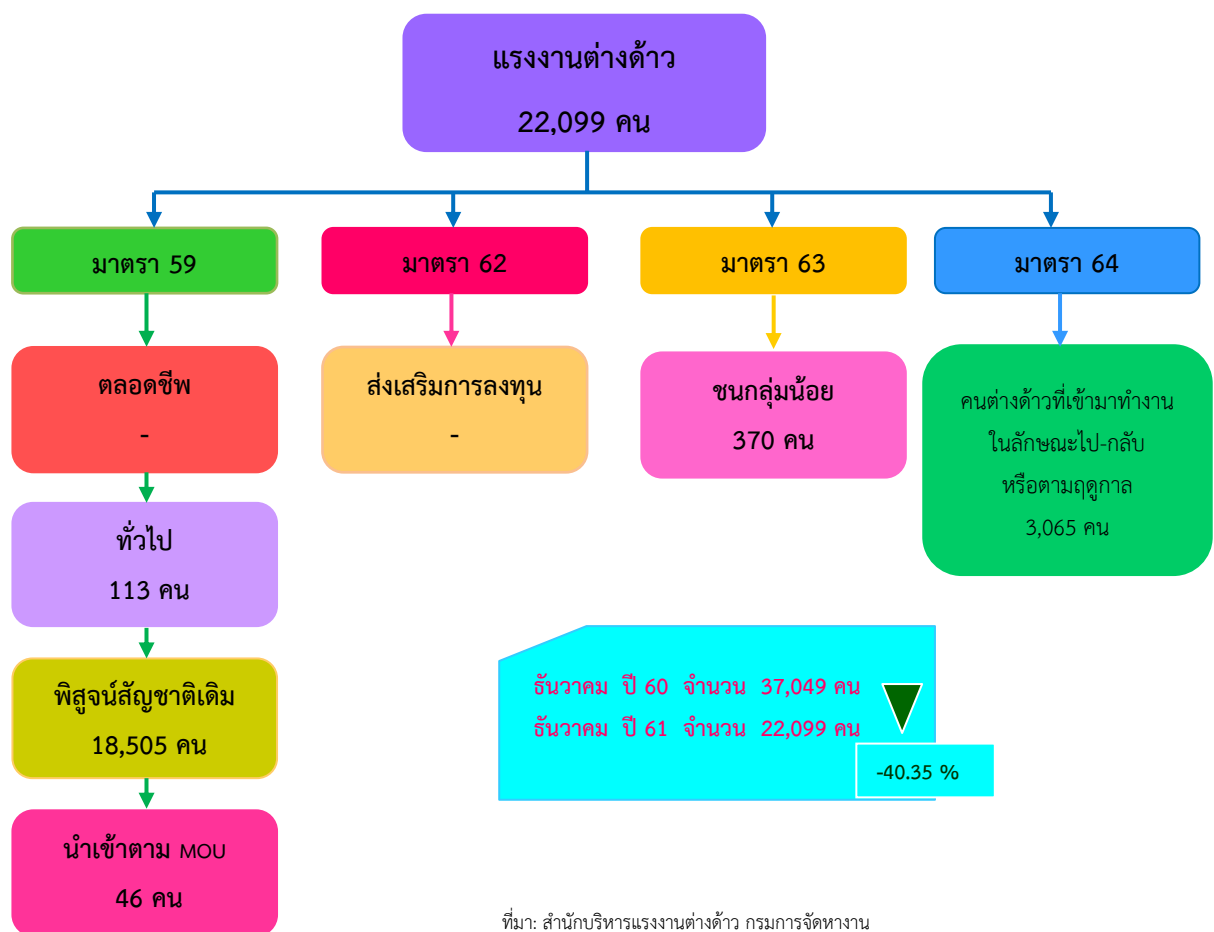 แรงงานต่างด้าว
22,099 คน
มาตรา 59
มาตรา 62
มาตรา 63
มาตรา 64
ตลอดชีพ
-
ส่งเสริมการลงทุน
-
ชนกลุ่มน้อย
370 คน
คนต่างด้าวที่เข้ามาทำงาน
ในลักษณะไป-กลับ
หรือตามฤดูกาล
3,065 คน
ทั่วไป
113 คน
พิสูจน์สัญชาติเดิม
18,505 คน
นำเข้าตาม MOU
46 คน
ธันวาคม ปี 60 จำนวน 37,049 คน
ธันวาคม ปี 61 จำนวน 22,099 คน
-40.35 %
ที่มา: สำนักบริหารแรงงานต่างด้าว กรมการจัดหางาน